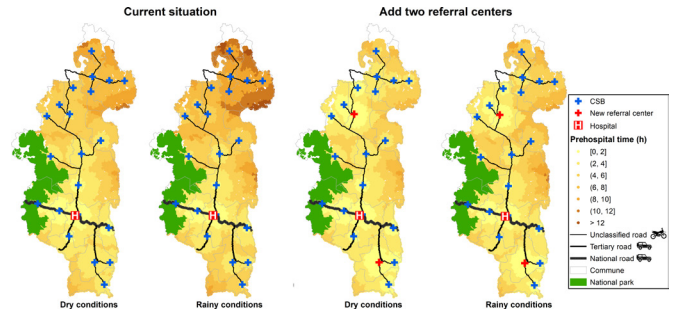 Current situation
Add two referral centers
CSB
New referral center
H Hospital
Prehospital time (h)
[0, 2]
(2, 4]
(4, 6]
(6, 8]
(8, 10]
(10, 12]
> 12
Unclassified road
Tertiary road
National road
Commune
National park
H
H
H
H
Dry conditions
Rainy conditions
Dry conditions
Rainy conditions